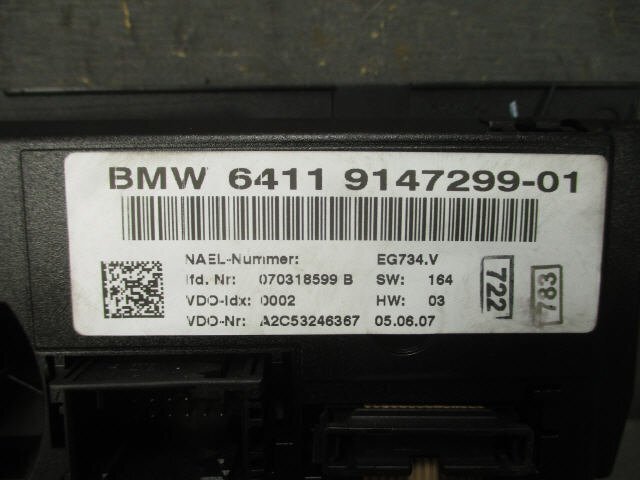 BMW 6411 9147299-01
NAEL-Nummer: EG734.V
lfd. Nr: 070318599 B SW: 164
VDO-Idx: 0002 HW: 03
VDO-Nr: A2C53246367 05.06.07
722
783